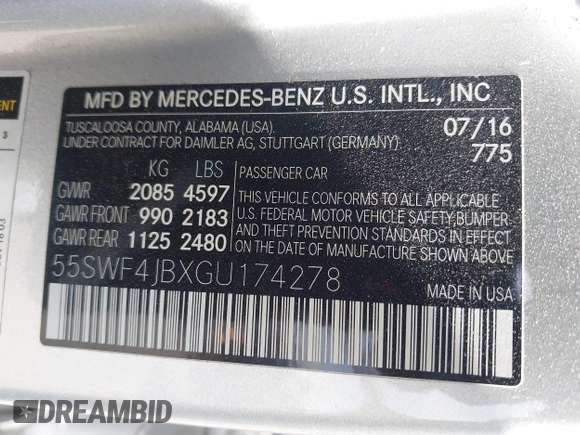 MFD BY MERCEDES-BENZ U.S. INTL., INC
TUSCALOOSA COUNTY, ALABAMA (USA).
UNDER CONTRACT FOR DAIMLER AG, STUTTGART (GERMANY)
07/16
775
KG LBS
GVWR 2085 4597
GAWR FRONT 990 2183
GAWR REAR 1125 2480
PASSENGER CAR
THIS VEHICLE CONFORMS TO ALL APPLICABLE
U.S. FEDERAL MOTOR VEHICLE SAFETY, BUMPER
AND THEFT PREVENTION STANDARDS IN
EFFECT ON THE DATE OF MANUFACTURE SHOWN ABOVE
55SWF4JBXGU174278
MADE IN USA
DREAMBID